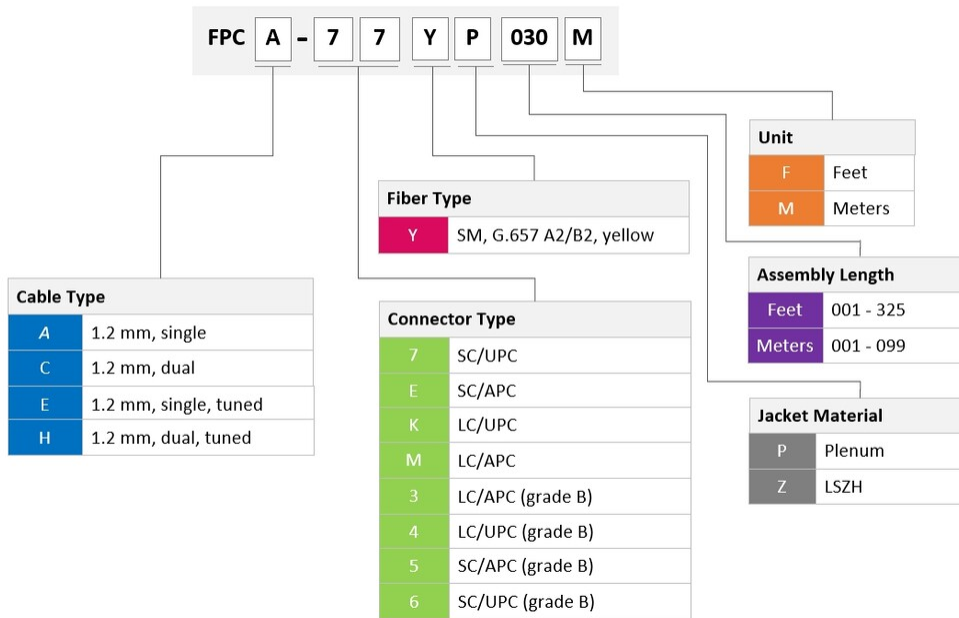 FPC A - 7 7 Y P 030 M
Unit
F Feet
M Meters
Fiber Type
Y SM, G.657 A2/B2, yellow
Assembly Length
Feet 001 - 325
Meters 001 - 099
Cable Type
A 1.2 mm, single
C 1.2 mm, dual
E 1.2 mm, single, tuned
H 1.2 mm, dual, tuned
Connector Type
7 SC/UPC
E SC/APC
K LC/UPC
M LC/APC
3 LC/APC (grade B)
4 LC/UPC (grade B)
5 SC/APC (grade B)
6 SC/UPC (grade B)
Jacket Material
P Plenum
Z LSZH